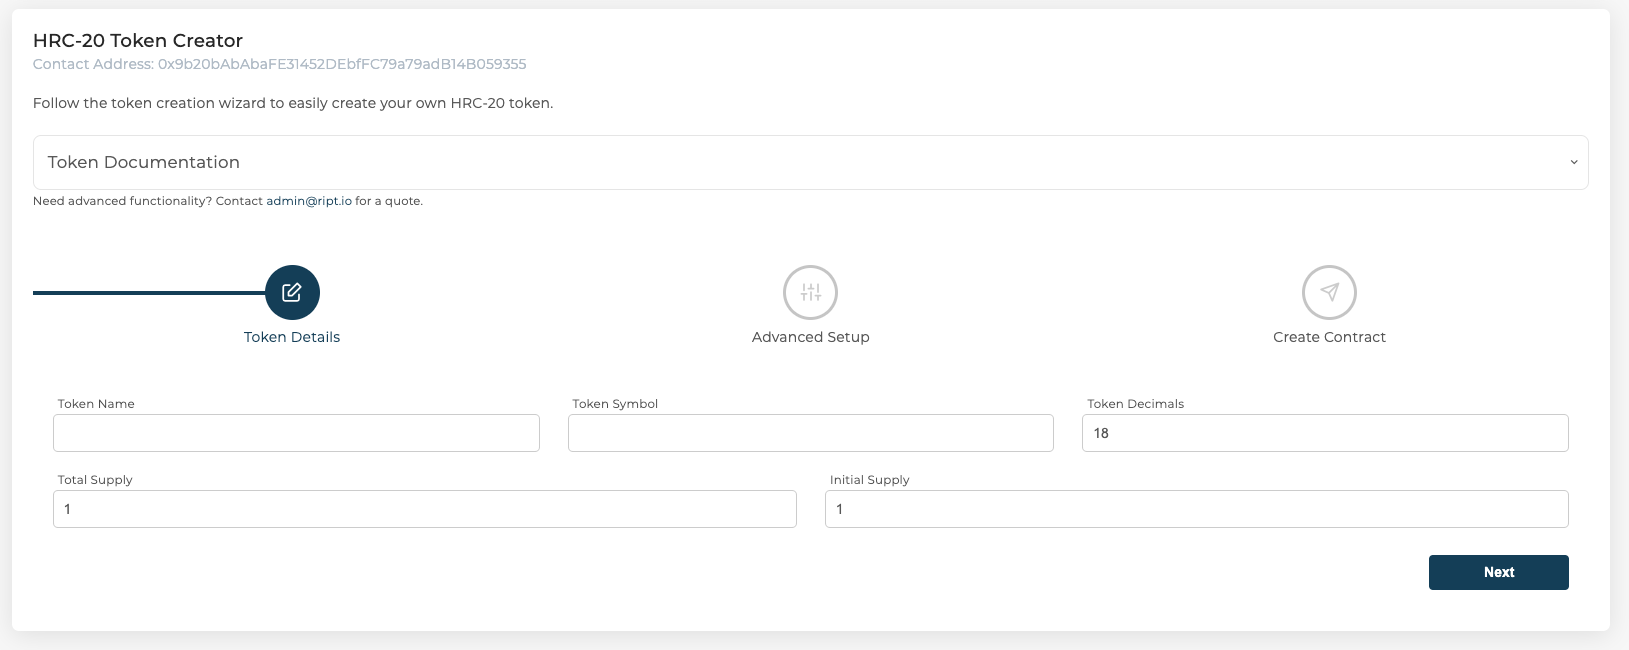 HRC-20 Token Creator
Contact Address: 0x9b20bAbAbaFE31452DEbfFC79a79adB14B059355
Follow the token creation wizard to easily create your own HRC-20 token.
Token Documentation
Need advanced functionality? Contact admin@ript.io for a quote.
Token Details
Advanced Setup
Create Contract
Token Name
Token Symbol
Token Decimals
18
Total Supply
Initial Supply
1
1
Next